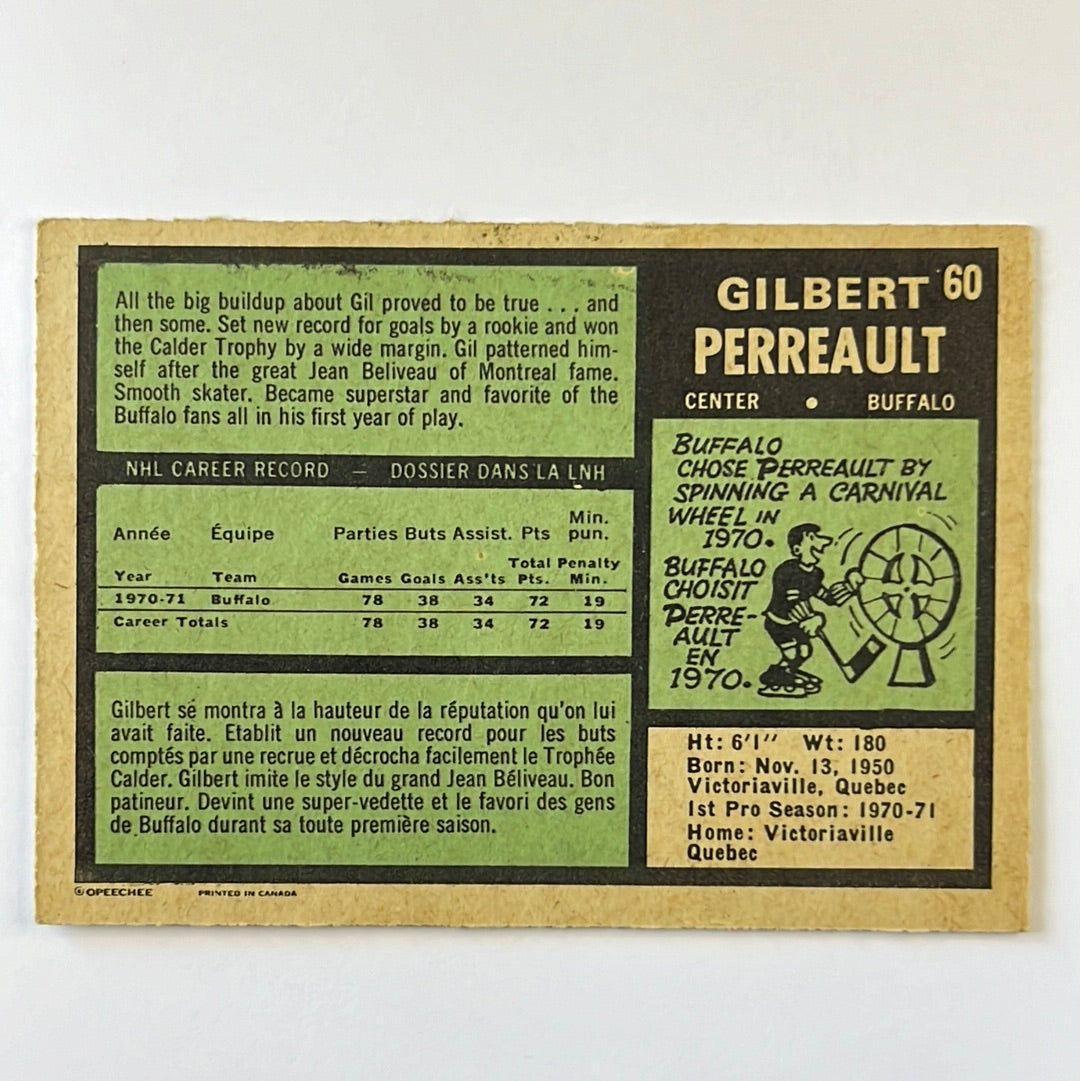 All the big buildup about Gil proved to be true . . . and
then some. Set new record for goals by a rookie and won
the Calder Trophy by a wide margin. Gil patterned him-
self after the great Jean Beliveau of Montreal fame.
Smooth skater. Became superstar and favorite of the
Buffalo fans all in his first year of play.
NHL CAREER RECORD — DOSSIER DANS LA LNH
Année Équipe Parties Buts Assist. Pts Min. pun.
Year Team Games Goals Ass'ts Total Pts. Penalty Min.
1970-71 Buffalo 78 38 34 72 19
Career Totals 78 38 34 72 19
Gilbert se montra à la hauteur de la réputation qu'on lui
avait faite. Etablit un nouveau record pour les buts
comptés par une recrue et décrocha facilement le Trophée
Calder. Gilbert imite le style du grand Jean Béliveau. Bon
patineur. Devint une super-vedette et le favori des gens
de Buffalo durant sa toute première saison.
GILBERT 60
PERREAULT
CENTER • BUFFALO
BUFFALO
CHOSE PERREAULT BY
SPINNING A CARNIVAL
WHEEL IN
1970.
BUFFALO
CHOISIT
PERRE-
AULT
EN
1970.
Ht: 6'1" Wt: 180
Born: Nov. 13, 1950
Victoriaville, Quebec
1st Pro Season: 1970-71
Home: Victoriaville
Quebec
© OPEECHEE PRINTED IN CANADA